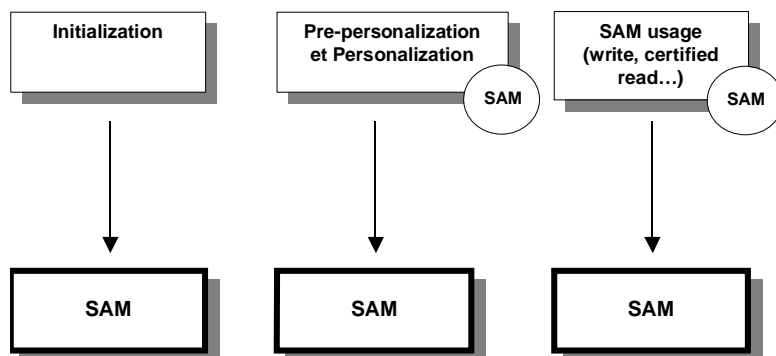 Initialization
Pre-personalization
et Personalization
SAM
SAM usage
(write, certified
read…)
SAM
SAM
SAM
SAM